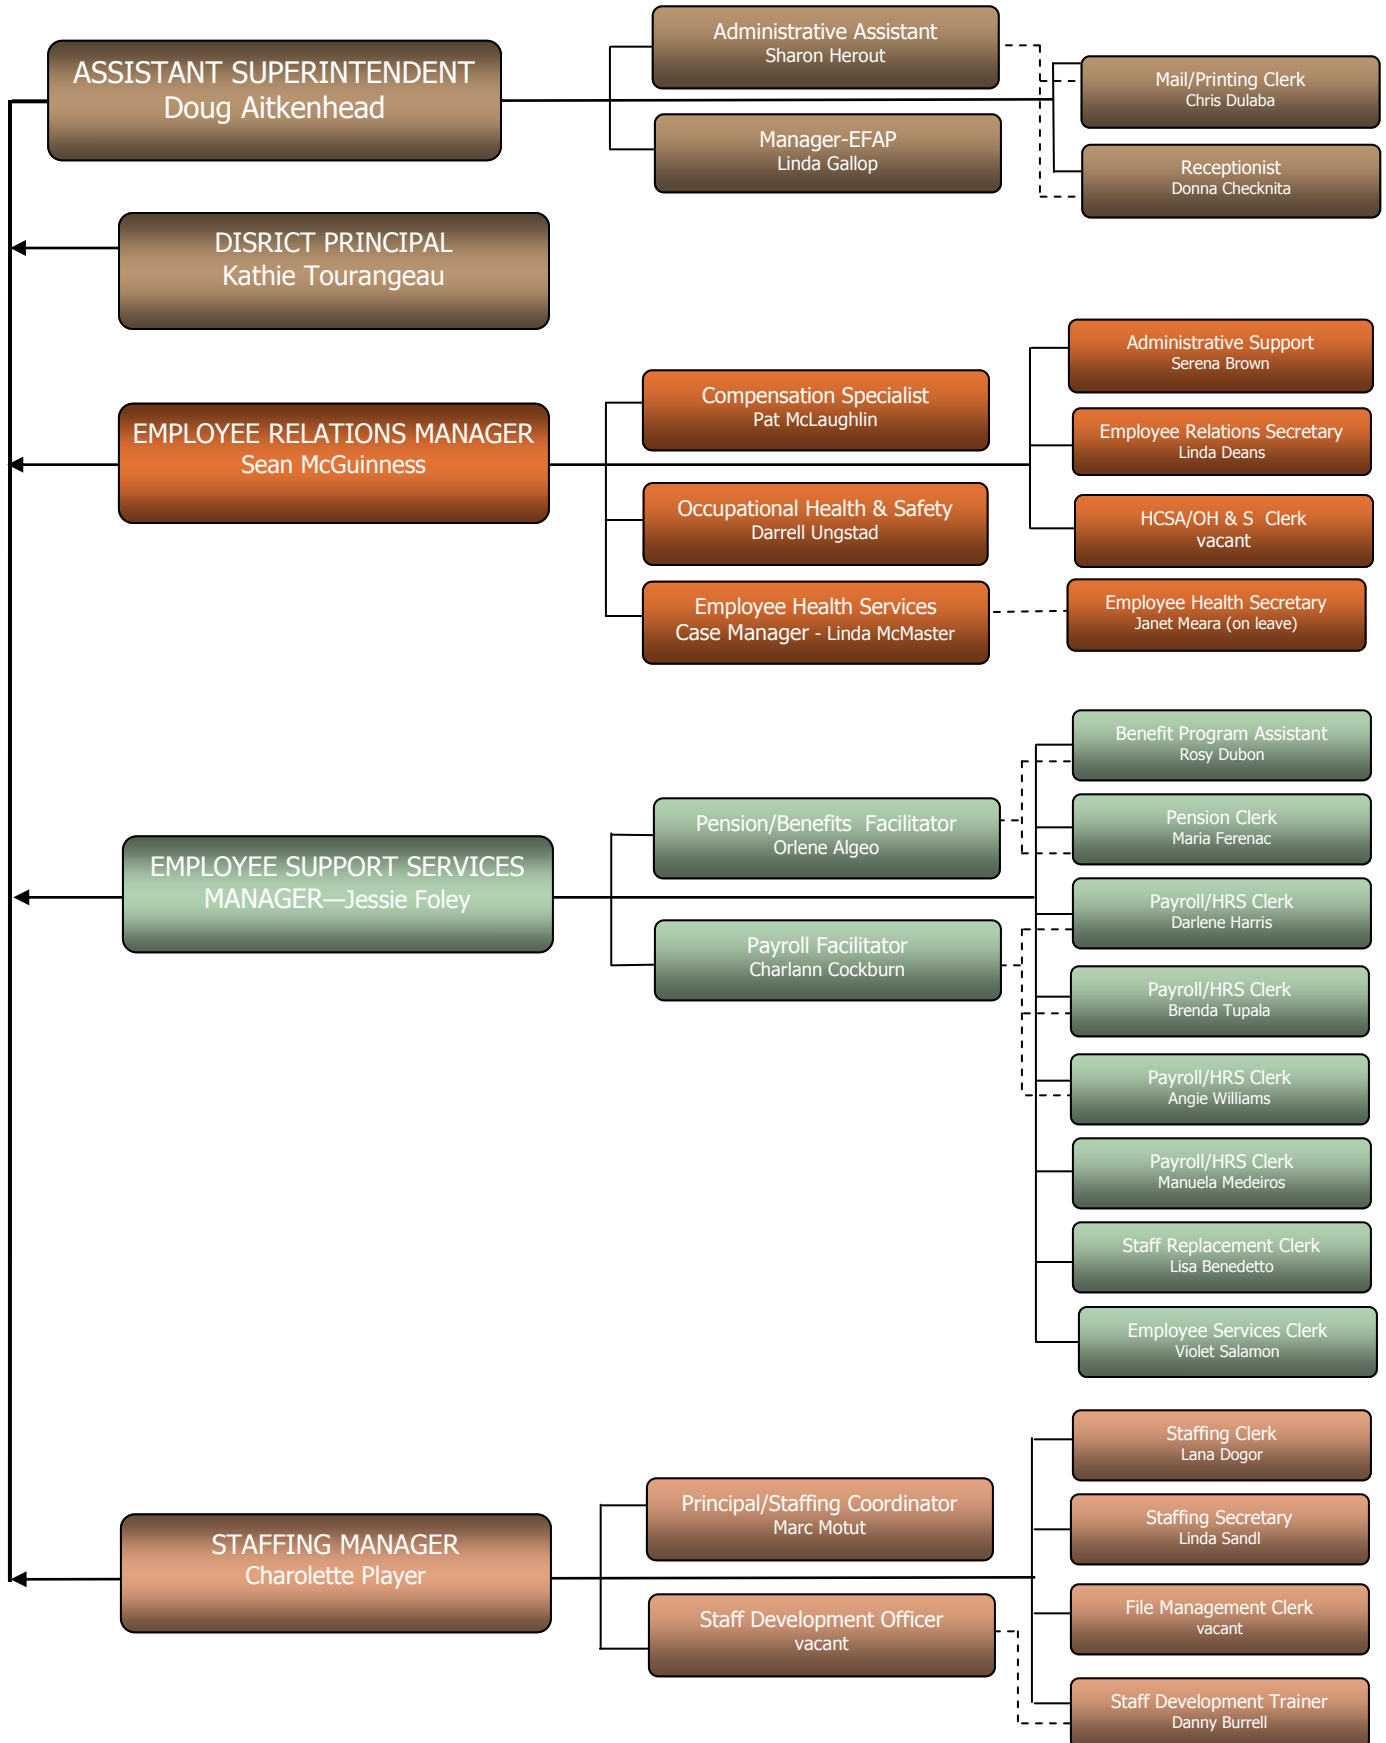 ASSISTANT SUPERINTENDENT
Doug Aitkenhead
Administrative Assistant
Sharon Herout
Manager-EFAP
Linda Gallop
Mail/Printing Clerk
Chris Dulaba
Receptionist
Donna Checknita
DISRICT PRINCIPAL
Kathie Tourangeau
EMPLOYEE RELATIONS MANAGER
Sean McGuinness
Compensation Specialist
Pat McLaughlin
Occupational Health & Safety
Darrell Ungstad
Employee Health Services
Case Manager - Linda McMaster
Administrative Support
Serena Brown
Employee Relations Secretary
Linda Deans
HCSA/OH & S Clerk
vacant
Employee Health Secretary
Janet Meara (on leave)
EMPLOYEE SUPPORT SERVICES
MANAGER—Jessie Foley
Pension/Benefits Facilitator
Orlene Algeo
Payroll Facilitator
Charlann Cockburn
Benefit Program Assistant
Rosy Dubon
Pension Clerk
Maria Ferenac
Payroll/HRS Clerk
Darlene Harris
Payroll/HRS Clerk
Brenda Tupala
Payroll/HRS Clerk
Angie Williams
Payroll/HRS Clerk
Manuela Medeiros
Staff Replacement Clerk
Lisa Benedetto
Employee Services Clerk
Violet Salamon
STAFFING MANAGER
Charolette Player
Principal/Staffing Coordinator
Marc Motut
Staff Development Officer
vacant
Staffing Clerk
Lana Dogor
Staffing Secretary
Linda Sandl
File Management Clerk
vacant
Staff Development Trainer
Danny Burrell